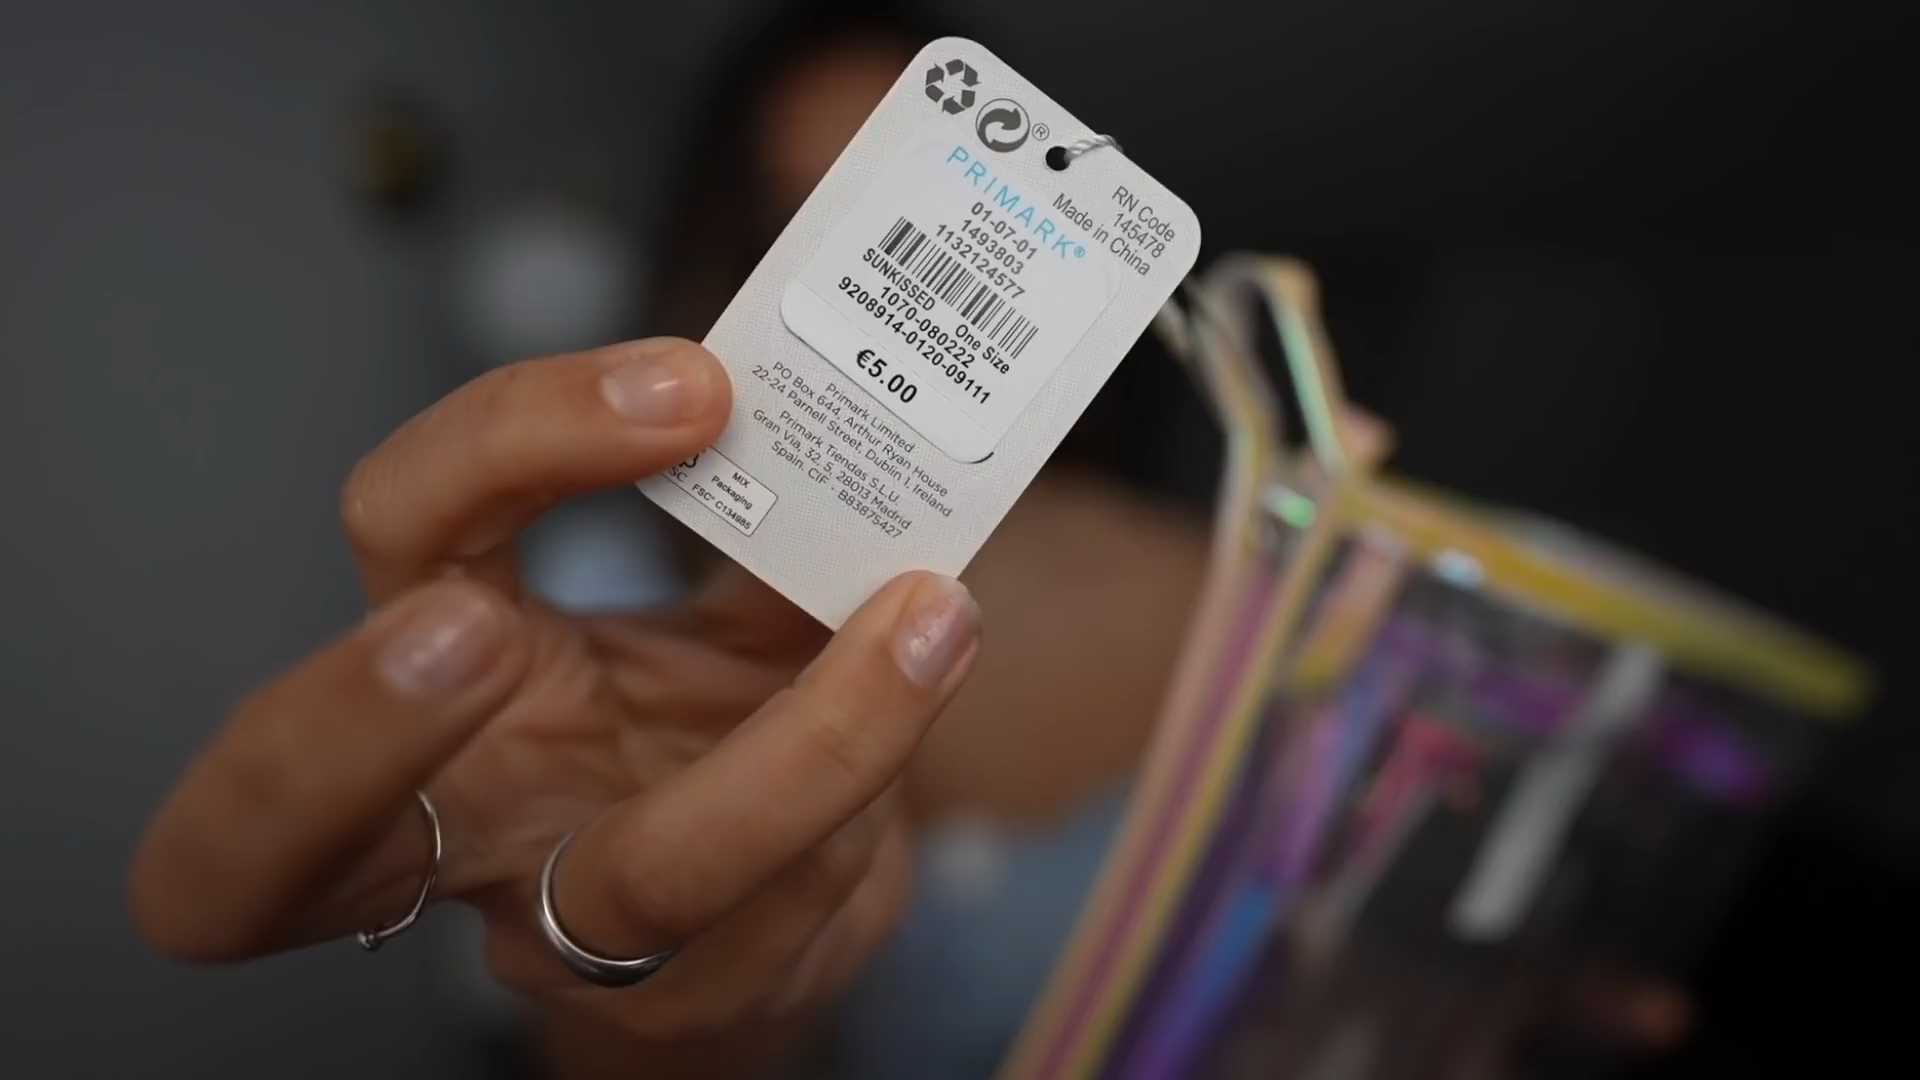 PRIMARK®
RN Code
145478
Made in China
01-07-01
1493803
1132124577
SUNKISSED One Size
1070-080222
9208914-0120-09111
€5.00
Primark Limited
PO Box 644, Arthur Ryan House
22-24 Parnell Street, Dublin 1, Ireland
Primark Tiendas S.L.U.
Gran Via, 32, 5, 28013 Madrid
Spain. CIF - B83875427
MIX
Packaging
FSC® C134985